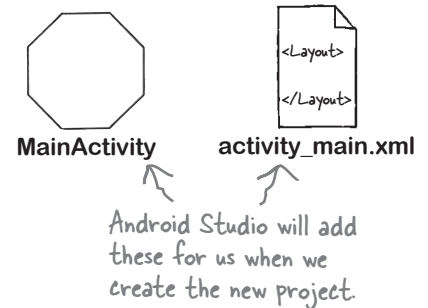 <Layout>
</Layout>
MainActivity
activity_main.xml
Android Studio will add
these for us when we
create the new project.